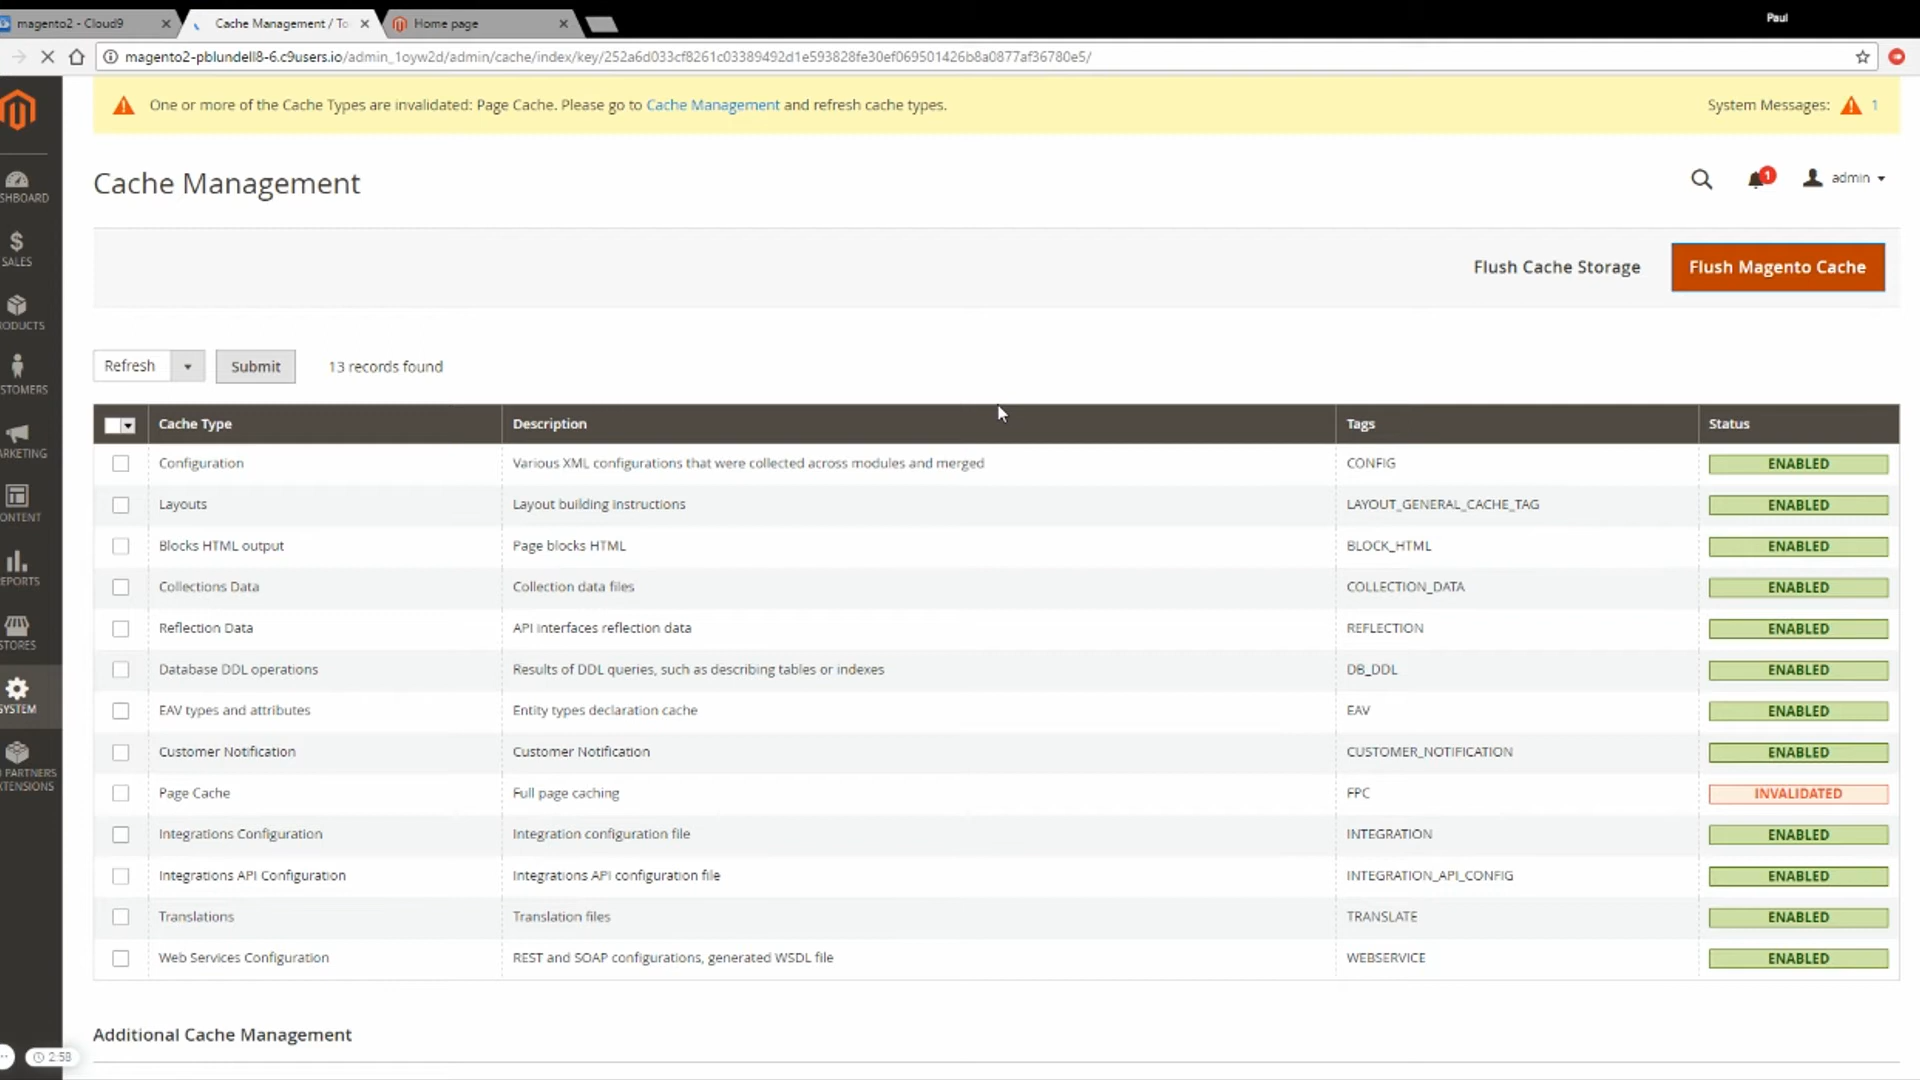 magento2 - Cloud9
Cache Management / To
Home page
Paul
magento2-pblundell8-6.c9users.io/admin_1oyw2d/admin/cache/index/key/252a6d033cf8261c03389492d1e593828fe30ef069501426b8a0877af36780e5/
One or more of the Cache Types are invalidated: Page Cache. Please go to Cache Management and refresh cache types.
System Messages: 1
Cache Management
1
admin
SHBOARD
SALES
RODUCTS
STOMERS
ARKETING
ONTENT
EPORTS
STORES
SYSTEM
D PARTNERS
XTENSIONS
Flush Cache Storage
Flush Magento Cache
Refresh
Submit
13 records found
Cache Type Description Tags Status
Configuration Various XML configurations that were collected across modules and merged CONFIG ENABLED
Layouts Layout building instructions LAYOUT_GENERAL_CACHE_TAG ENABLED
Blocks HTML output Page blocks HTML BLOCK_HTML ENABLED
Collections Data Collection data files COLLECTION_DATA ENABLED
Reflection Data API interfaces reflection data REFLECTION ENABLED
Database DDL operations Results of DDL queries, such as describing tables or indexes DB_DDL ENABLED
EAV types and attributes Entity types declaration cache EAV ENABLED
Customer Notification Customer Notification CUSTOMER_NOTIFICATION ENABLED
Page Cache Full page caching FPC INVALIDATED
Integrations Configuration Integration configuration file INTEGRATION ENABLED
Integrations API Configuration Integrations API configuration file INTEGRATION_API_CONFIG ENABLED
Translations Translation files TRANSLATE ENABLED
Web Services Configuration REST and SOAP configurations, generated WSDL file WEBSERVICE ENABLED
Additional Cache Management
2:58